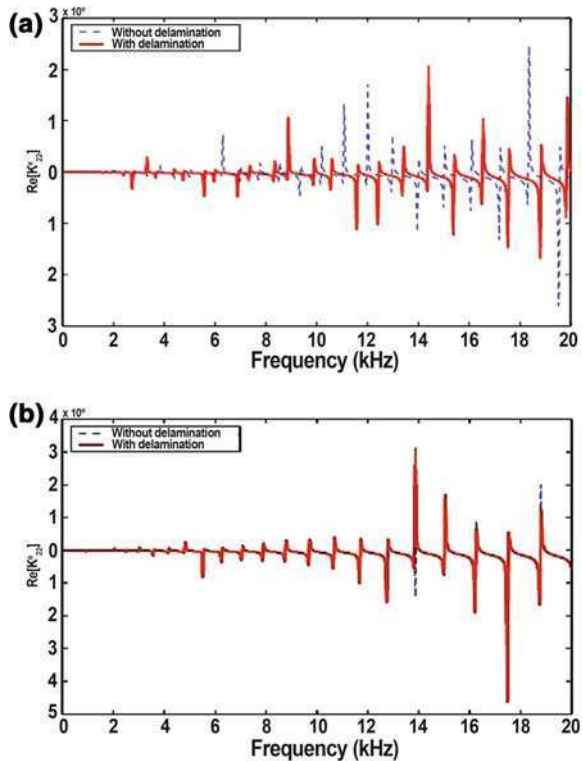 (a)
3 x 10⁶
Without delamination
With delamination
2
1
0
1
2
3
Re[K⁰22]
0 2 4 6 8 10 12 14 16 18 20
Frequency (kHz)
(b)
4 x 10⁶
Without delamination
With delamination
3
2
1
0
1
2
3
4
5
Re[K⁰22]
0 2 4 6 8 10 12 14 16 18 20
Frequency (kHz)